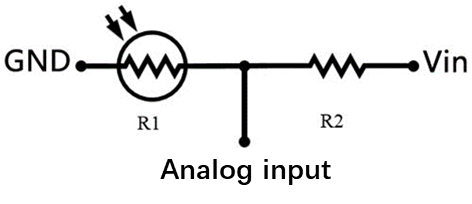 GND
Vin
R1
R2
Analog input